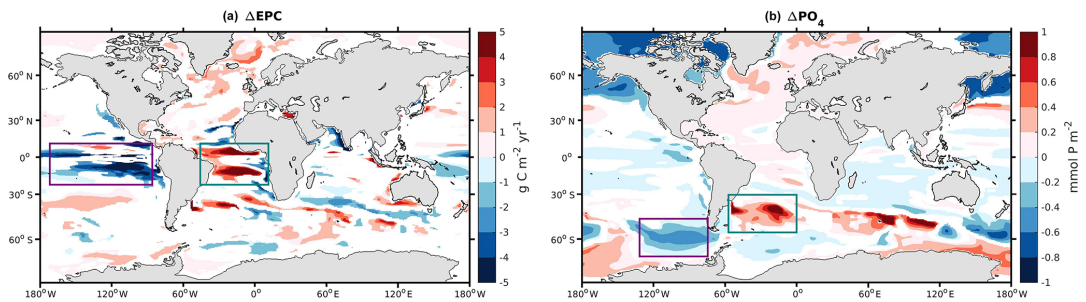 (a) ΔEPC
60° N
30° N
0°
30° S
60° S
180°W
120°W
60°W
0°E
60°E
120°E
180°W
5
4
3
2
1
0
-1
-2
-3
-4
-5
g C m⁻² yr⁻¹
(b) ΔPO₄
60° N
30° N
0°
30° S
60° S
180°W
120°W
60°W
0°E
60°E
120°E
180°W
1
0.8
0.6
0.4
0.2
0
-0.2
-0.4
-0.6
-0.8
-1
mmol P m⁻²